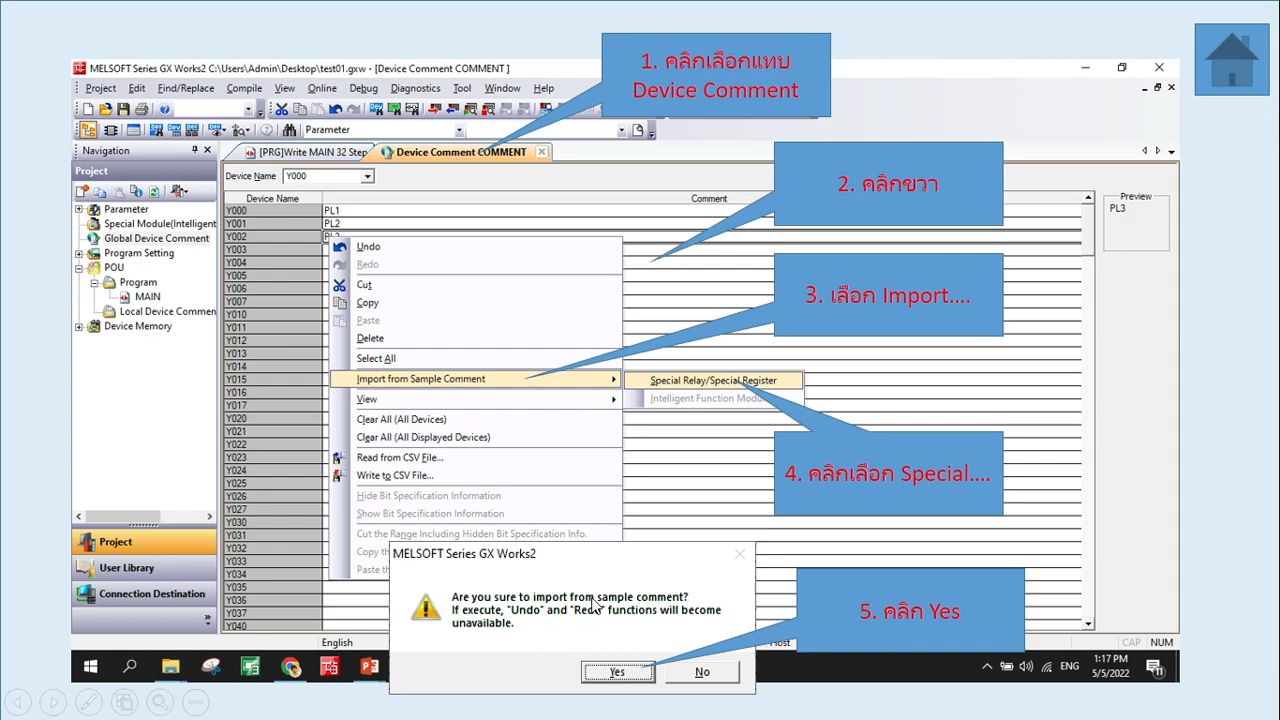 1. คลิกเลือกแทบ
Device Comment
MELSOFT Series GX Works2 C:\Users\Admin\Desktop\test01.gxw - [Device Comment COMMENT ]
Project Edit Find/Replace Compile View Online Debug Diagnostics Tool Window Help
Parameter
Navigation
[PRG]Write MAIN 32 Step
Device Comment COMMENT
2. คลิกขวา
Project
Device Name Y000
Device Name Comment
Preview
PL3
Parameter
Special Module(Intelligent
Global Device Comment
Program Setting
POU
Program
MAIN
Local Device Commen
Device Memory
Y000 PL1
Y001 PL2
Y002
Y003
Y004
Y005
Y006
Y007
Y010
Y011
Y012
Y013
Y014
Y015
Y016
Y017
Y020
Y021
Y022
Y023
Y024
Y025
Y026
Y027
Y030
Y031
Y032
Y033
Y034
Y035
Y036
Y037
Y040
Undo
Redo
Cut
Copy
Paste
Delete
Select All
Import from Sample Comment
View
Clear All (All Devices)
Clear All (All Displayed Devices)
Read from CSV File...
Write to CSV File...
Hide Bit Specification Information
Show Bit Specification Information
Cut the Range Including Hidden Bit Specification Info.
Copy th
Paste th
3. เลือก Import....
Special Relay/Special Register
Intelligent Function Modu
4. คลิกเลือก Special....
Project
User Library
Connection Destination
MELSOFT Series GX Works2
Are you sure to import from sample comment?
If execute, "Undo" and "Redo" functions will become
unavailable.
Yes No
5. คลิก Yes
English
Host
CAP NUM
ENG
1:17 PM
5/5/2022